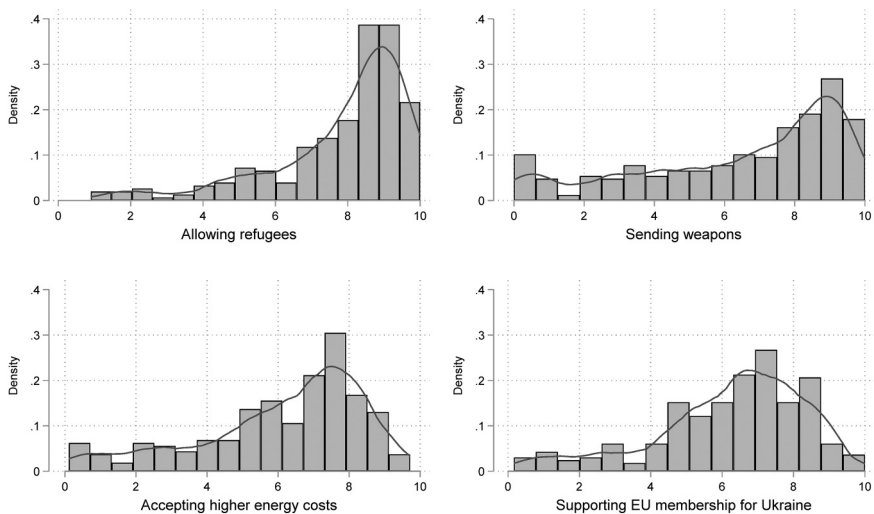 .4
.3
.2
.1
0
Density
0 2 4 6 8 10
Allowing refugees
.4
.3
.2
.1
0
Density
0 2 4 6 8 10
Sending weapons
.4
.3
.2
.1
0
Density
0 2 4 6 8 10
Accepting higher energy costs
.4
.3
.2
.1
0
Density
0 2 4 6 8 10
Supporting EU membership for Ukraine